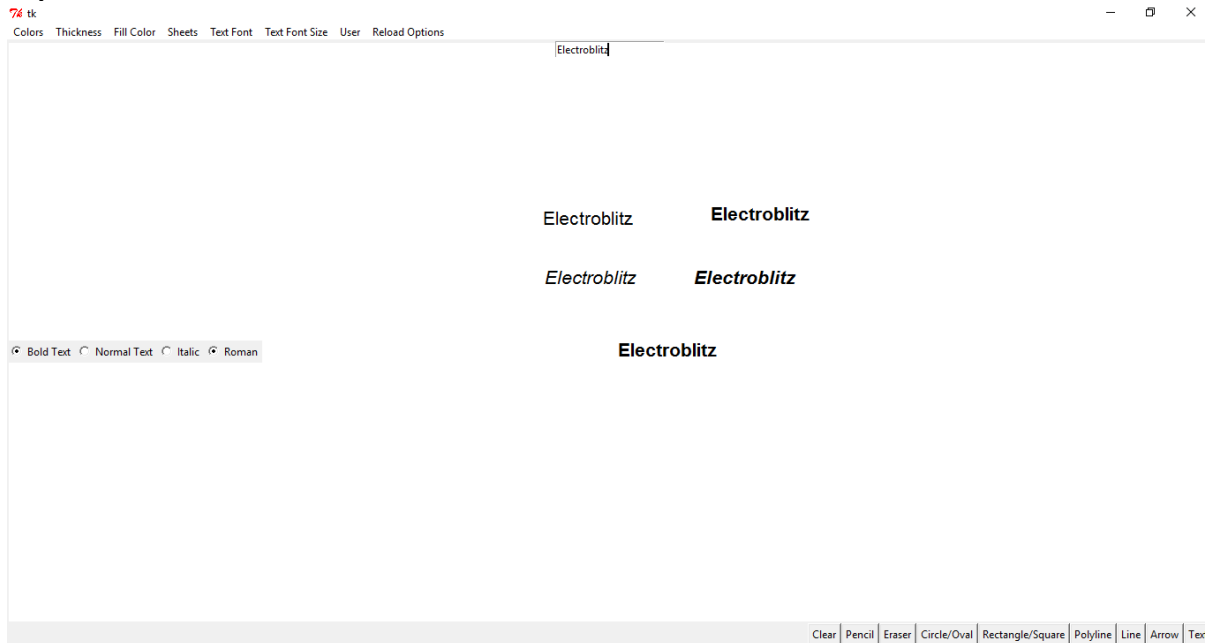 tk
Colors Thickness Fill Color Sheets Text Font Text Font Size User Reload Options
Electroblitz
Electroblitz Electroblitz
Electroblitz Electroblitz
Bold Text Normal Text Italic Roman Electroblitz
Clear Pencil Eraser Circle/Oval Rectangle/Square Polyline Line Arrow Tex